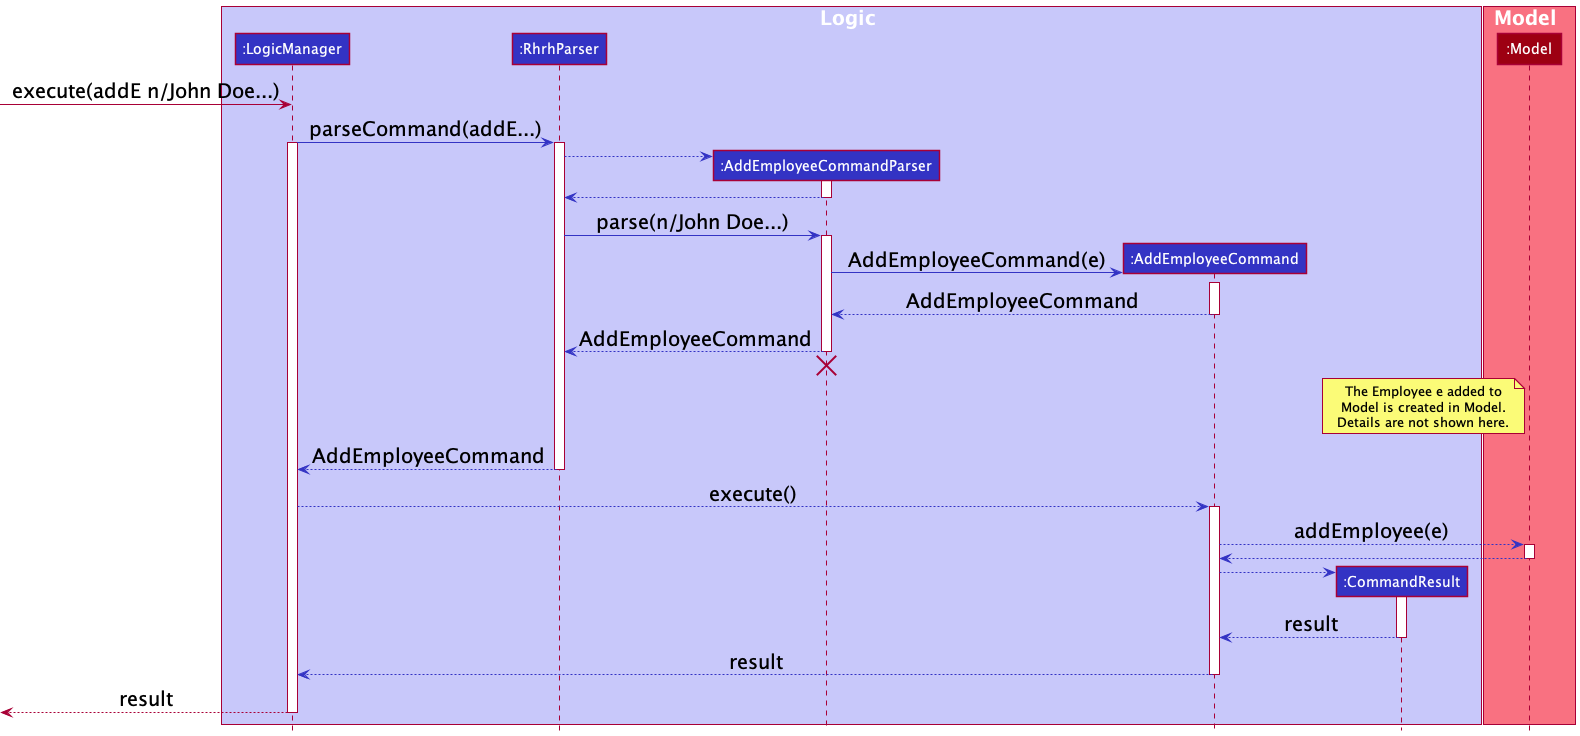 Logic
Model
:LogicManager
:RhrhParser
:Model
execute(addE n/John Doe...)
parseCommand(addE...)
:AddEmployeeCommandParser
parse(n/John Doe...)
AddEmployeeCommand(e)
:AddEmployeeCommand
AddEmployeeCommand
AddEmployeeCommand
The Employee e added to
Model is created in Model.
Details are not shown here.
AddEmployeeCommand
execute()
addEmployee(e)
:CommandResult
result
result
result